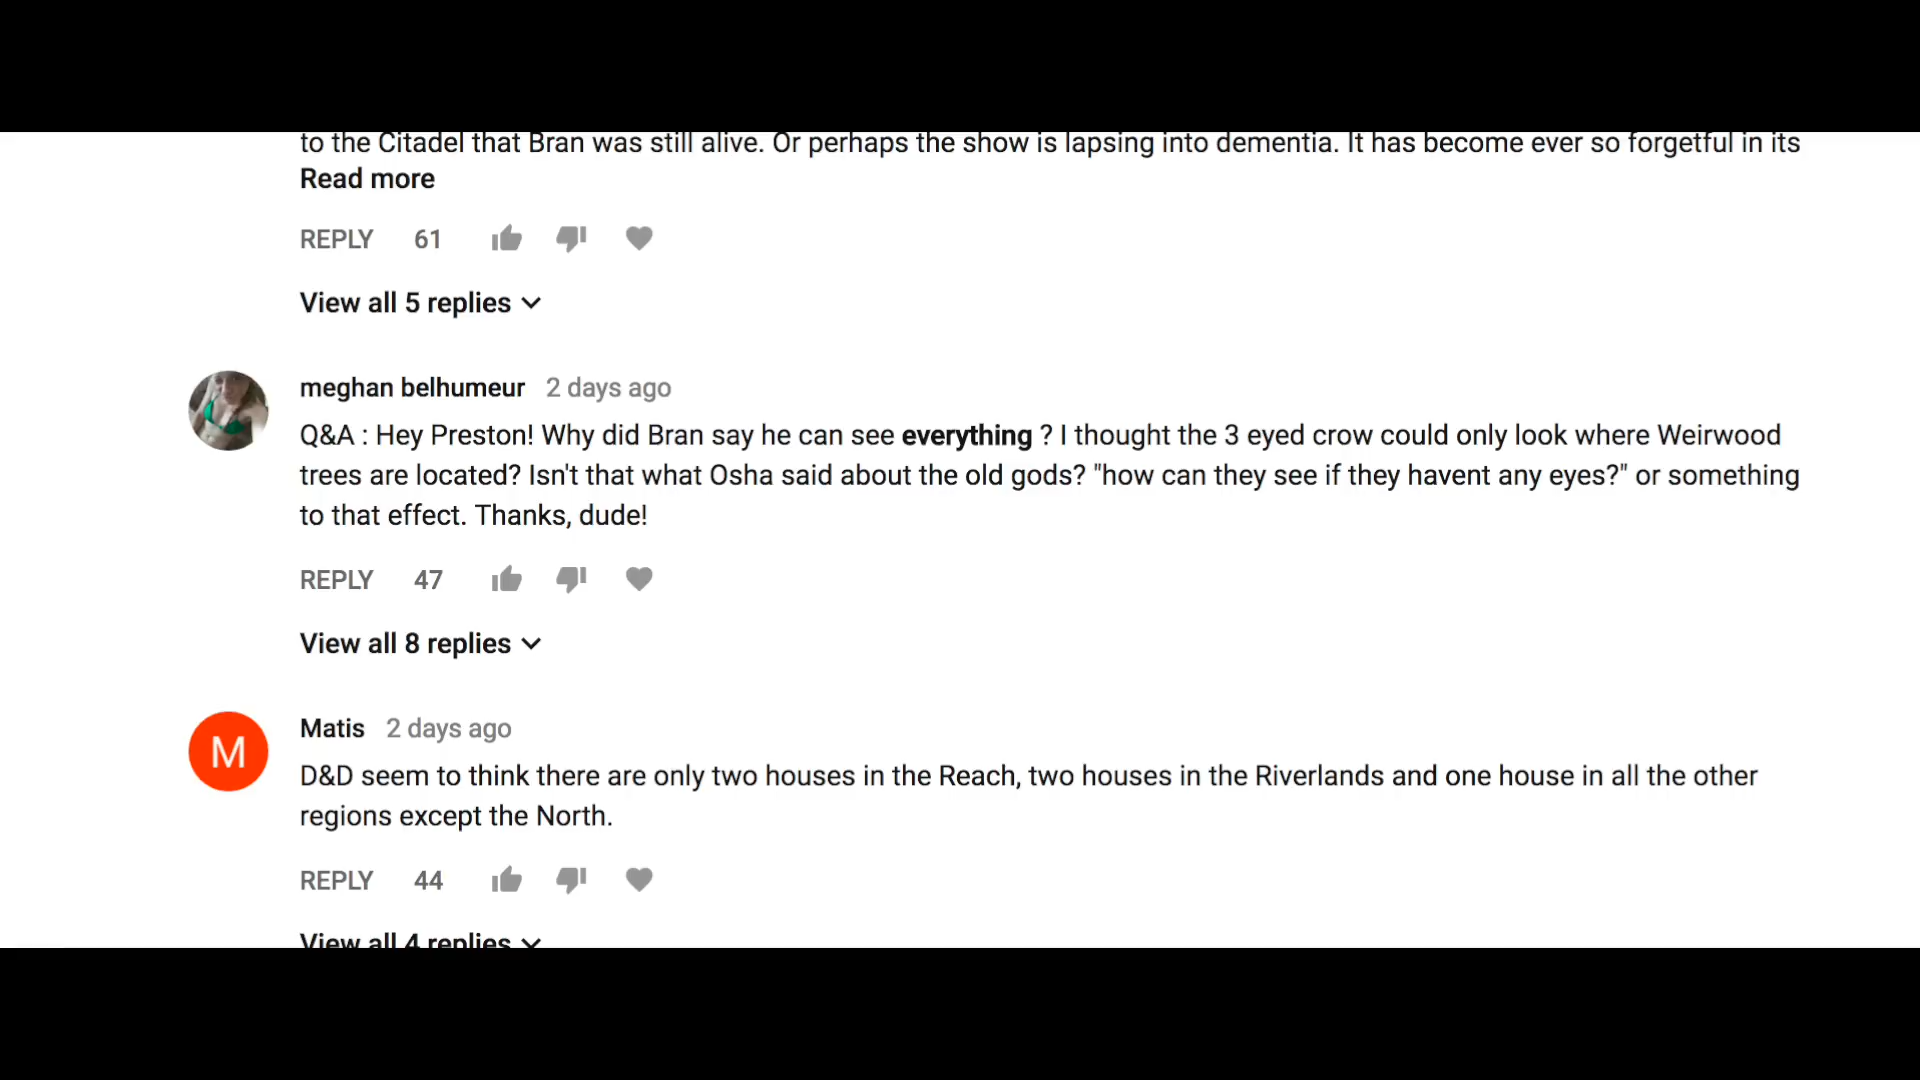 to the Citadel that Bran was still alive. Or perhaps the show is lapsing into dementia. It has become ever so forgetful in its
Read more
REPLY 61
View all 5 replies
meghan belhumeur 2 days ago
Q&A : Hey Preston! Why did Bran say he can see everything ? I thought the 3 eyed crow could only look where Weirwood
trees are located? Isn't that what Osha said about the old gods? "how can they see if they havent any eyes?" or something
to that effect. Thanks, dude!
REPLY 47
View all 8 replies
M
Matis 2 days ago
D&D seem to think there are only two houses in the Reach, two houses in the Riverlands and one house in all the other
regions except the North.
REPLY 44
View all 4 replies